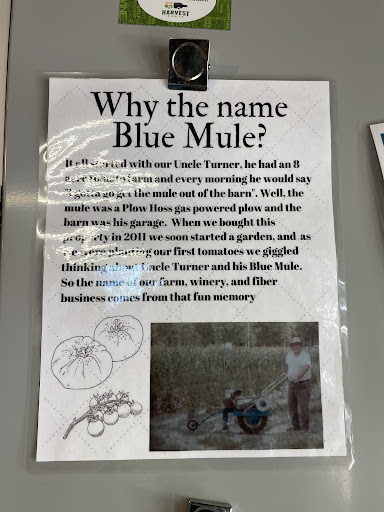 HARVEST
Why the name
Blue Mule?
It all started with our Uncle Turner, he had an 8
acre tomato farm and every morning he would say
"I gotta go get the mule out of the barn". Well, the
mule was a Plow Hoss gas powered plow and the
barn was his garage. When we bought this
property in 2011 we soon started a garden, and as
we were planting our first tomatoes we giggled
thinking about Uncle Turner and his Blue Mule.
So the name of our farm, winery, and fiber
business comes from that fun memory